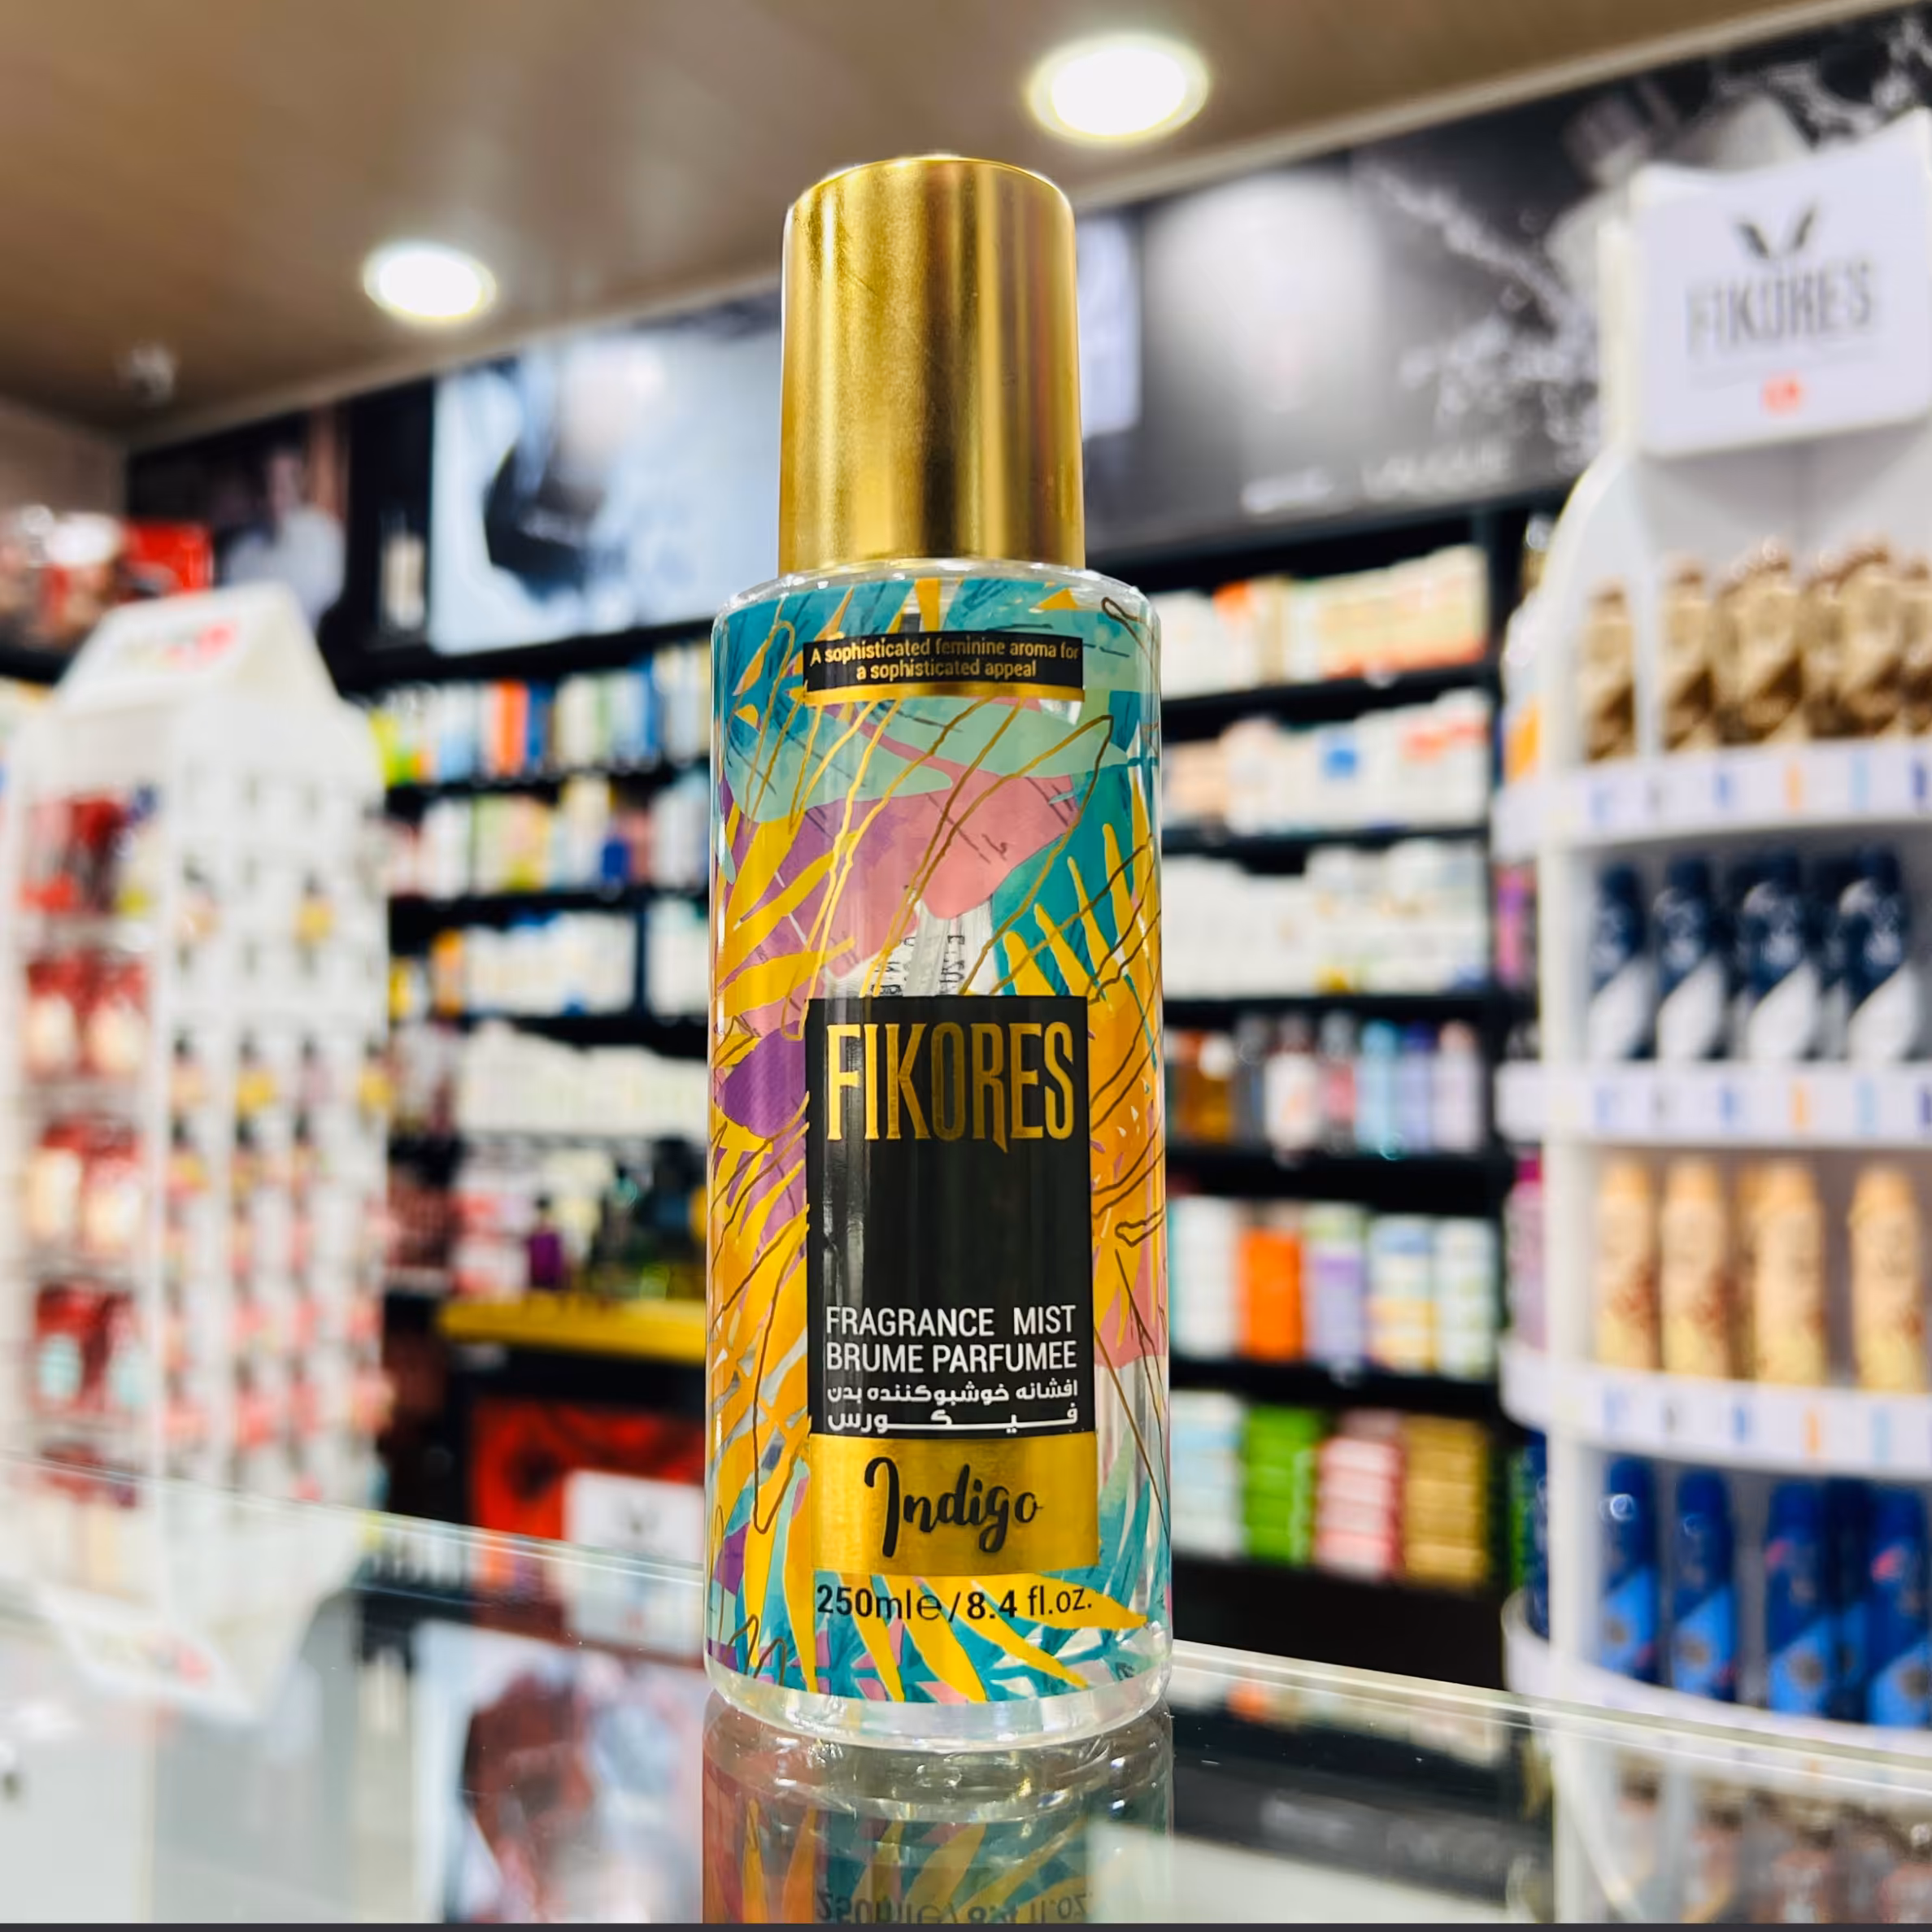 FIKORES
A sophisticated feminine aroma for
a sophisticated appeal
FIKORES
FRAGRANCE MIST
BRUME PARFUMEE
افشانه خوشبوکننده بدن
فیکورس
Indigo
250ml℮/8.4 fl.oz.